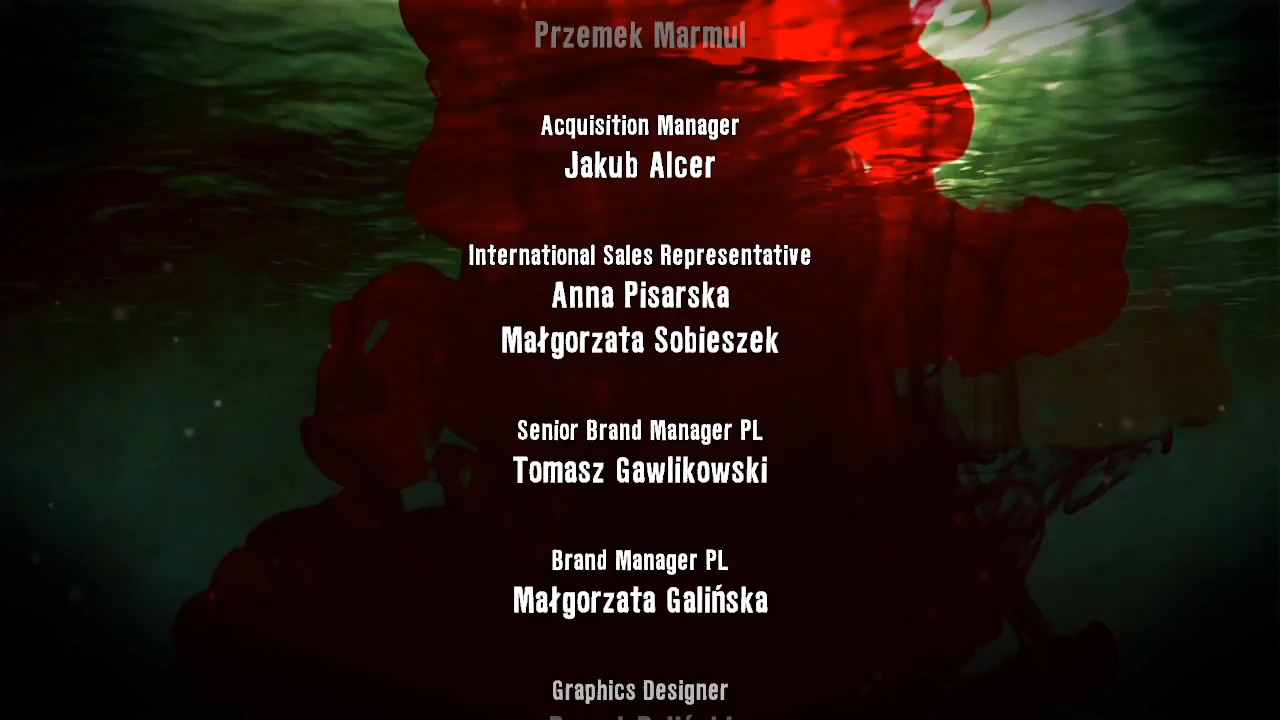 Przemek Marmul
Acquisition Manager
Jakub Alcer
International Sales Representative
Anna Pisarska
Małgorzata Sobieszek
Senior Brand Manager PL
Tomasz Gawlikowski
Brand Manager PL
Małgorzata Galińska
Graphics Designer